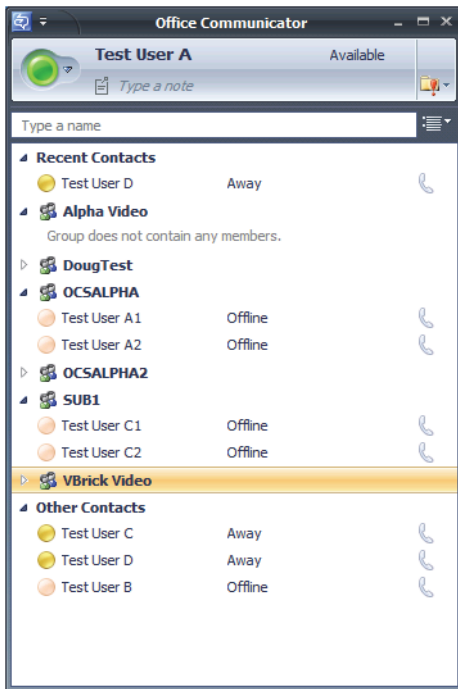 Office Communicator
Test User A Available
Type a note
Type a name
Recent Contacts
Test User D Away
Alpha Video
Group does not contain any members.
DougTest
OCSALPHA
Test User A1 Offline
Test User A2 Offline
OCSALPHA2
SUB1
Test User C1 Offline
Test User C2 Offline
VBrick Video
Other Contacts
Test User C Away
Test User D Away
Test User B Offline